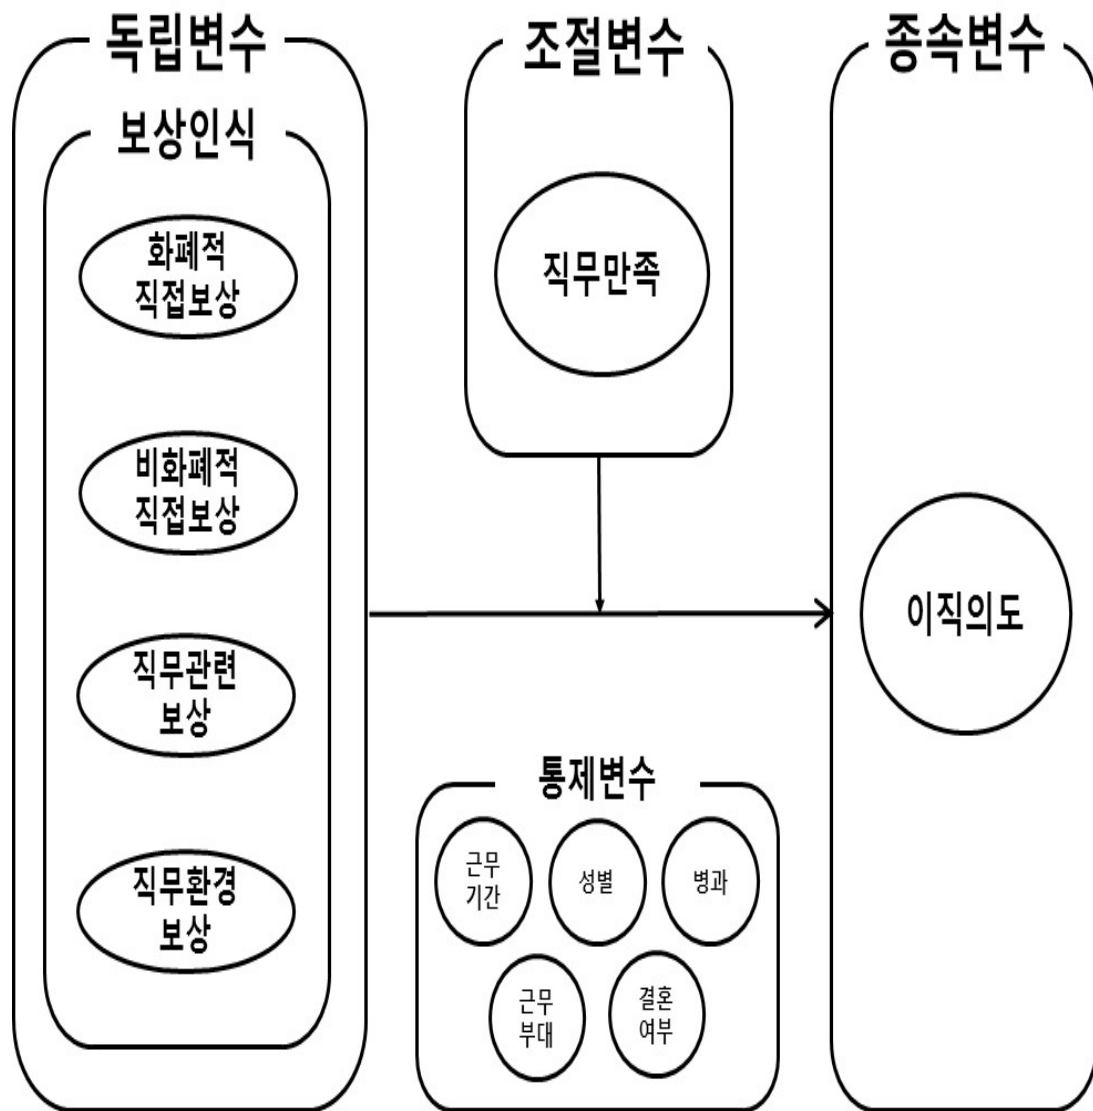 독립변수
보상인식
화폐적
직접보상
비화폐적
직접보상
직무관련
보상
직무환경
보상
조절변수
직무만족
통제변수
근무
기간
성별
병과
근무
부대
결혼
여부
종속변수
이직의도